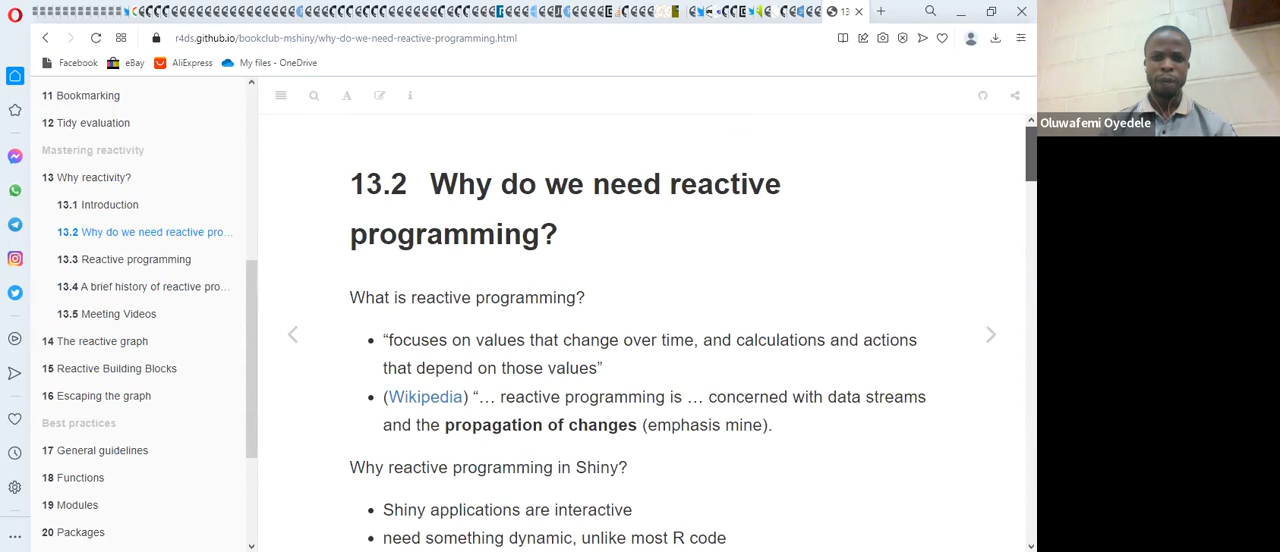 13
r4ds.github.io/bookclub-mshiny/why-do-we-need-reactive-programming.html
Facebook
eBay
AliExpress
My files - OneDrive
11 Bookmarking
12 Tidy evaluation
Mastering reactivity
13 Why reactivity?
13.1 Introduction
13.2 Why do we need reactive pro...
13.3 Reactive programming
13.4 A brief history of reactive pro...
13.5 Meeting Videos
14 The reactive graph
15 Reactive Building Blocks
16 Escaping the graph
Best practices
17 General guidelines
18 Functions
19 Modules
20 Packages
13.2 Why do we need reactive
programming?
What is reactive programming?
• “focuses on values that change over time, and calculations and actions
that depend on those values”
• (Wikipedia) “... reactive programming is ... concerned with data streams
and the propagation of changes (emphasis mine).
Why reactive programming in Shiny?
• Shiny applications are interactive
• need something dynamic, unlike most R code
Oluwafemi Oyedele